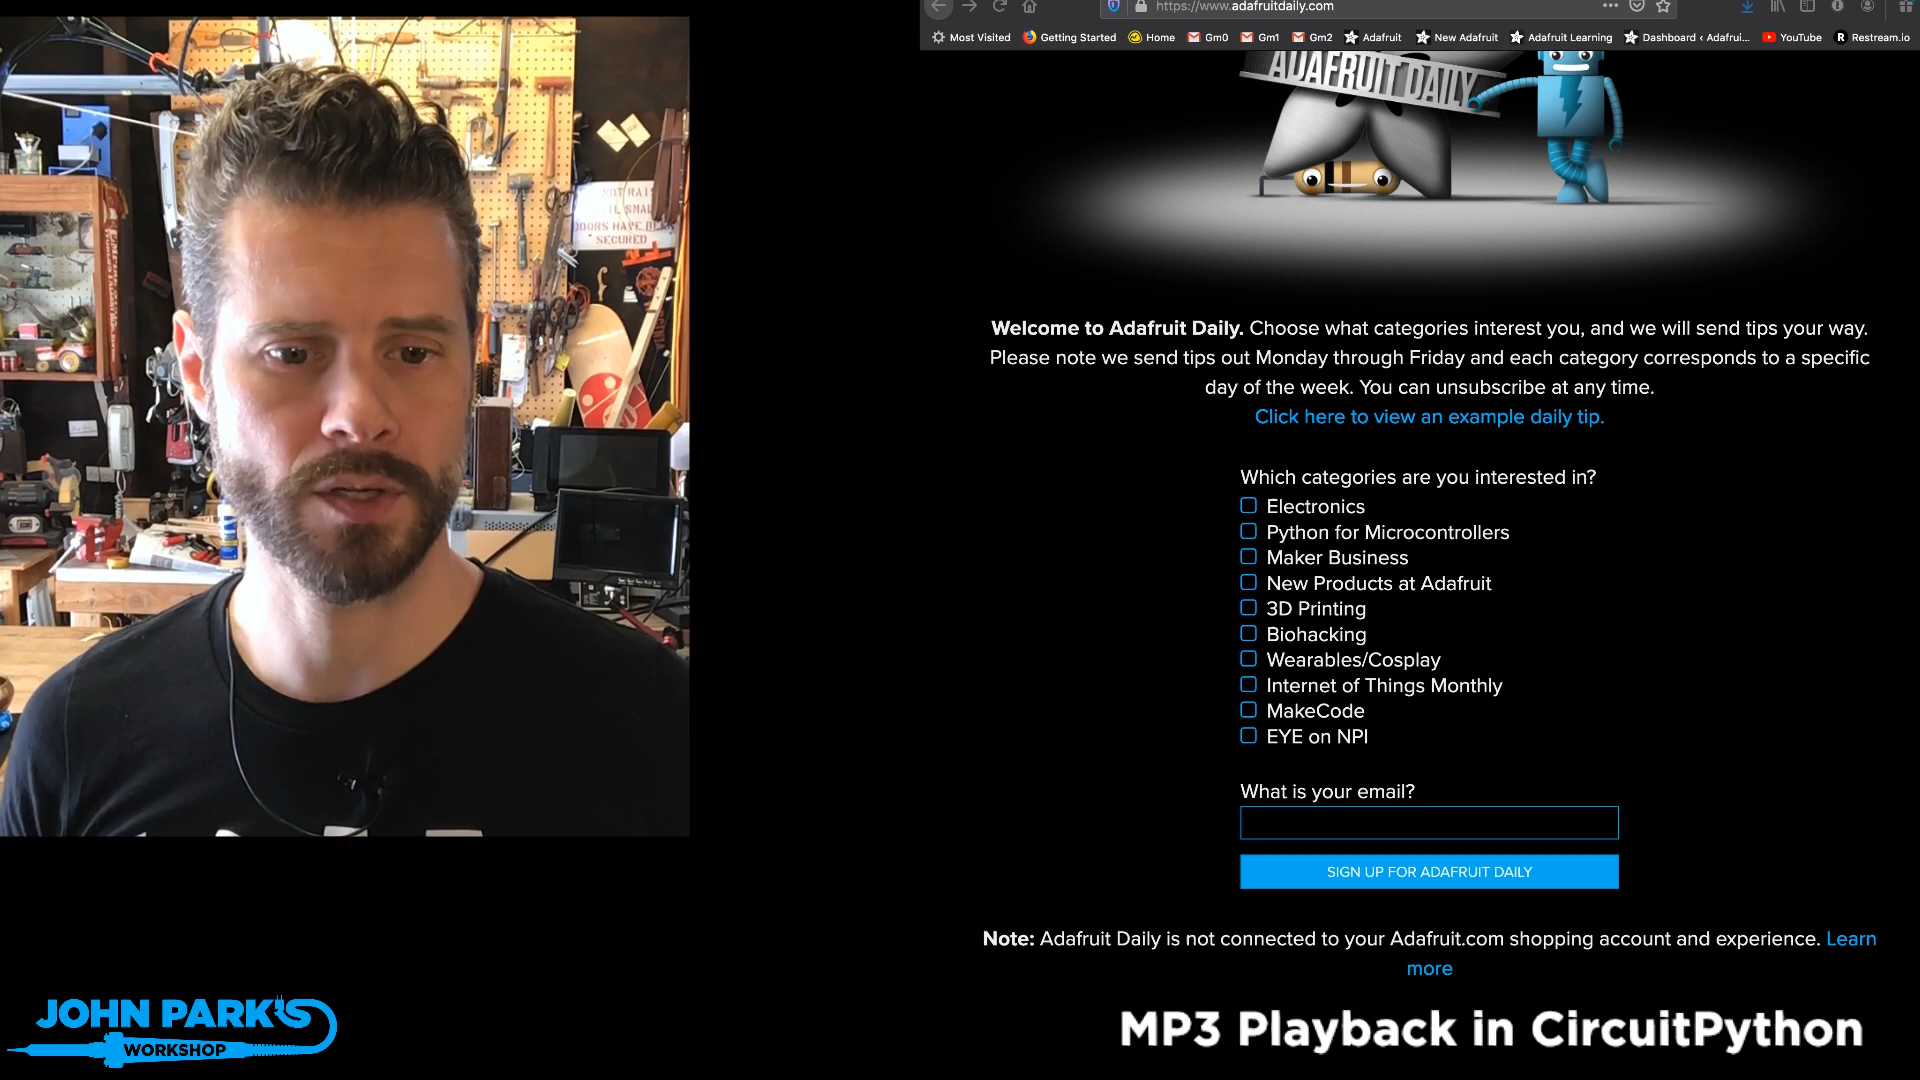 https://www.adafruitdaily.com
Most Visited Getting Started Home Gm0 Gm1 Gm2 Adafruit New Adafruit Adafruit Learning Dashboard ‹ Adafrui... YouTube Restream.io
ADAFRUIT DAILY
DOORS HAVE BEEN
SECURED
Welcome to Adafruit Daily. Choose what categories interest you, and we will send tips your way.
Please note we send tips out Monday through Friday and each category corresponds to a specific
day of the week. You can unsubscribe at any time.
Click here to view an example daily tip.
Which categories are you interested in?
Electronics
Python for Microcontrollers
Maker Business
New Products at Adafruit
3D Printing
Biohacking
Wearables/Cosplay
Internet of Things Monthly
MakeCode
EYE on NPI
What is your email?
SIGN UP FOR ADAFRUIT DAILY
Note: Adafruit Daily is not connected to your Adafruit.com shopping account and experience. Learn
more
JOHN PARK'S
WORKSHOP
MP3 Playback in CircuitPython